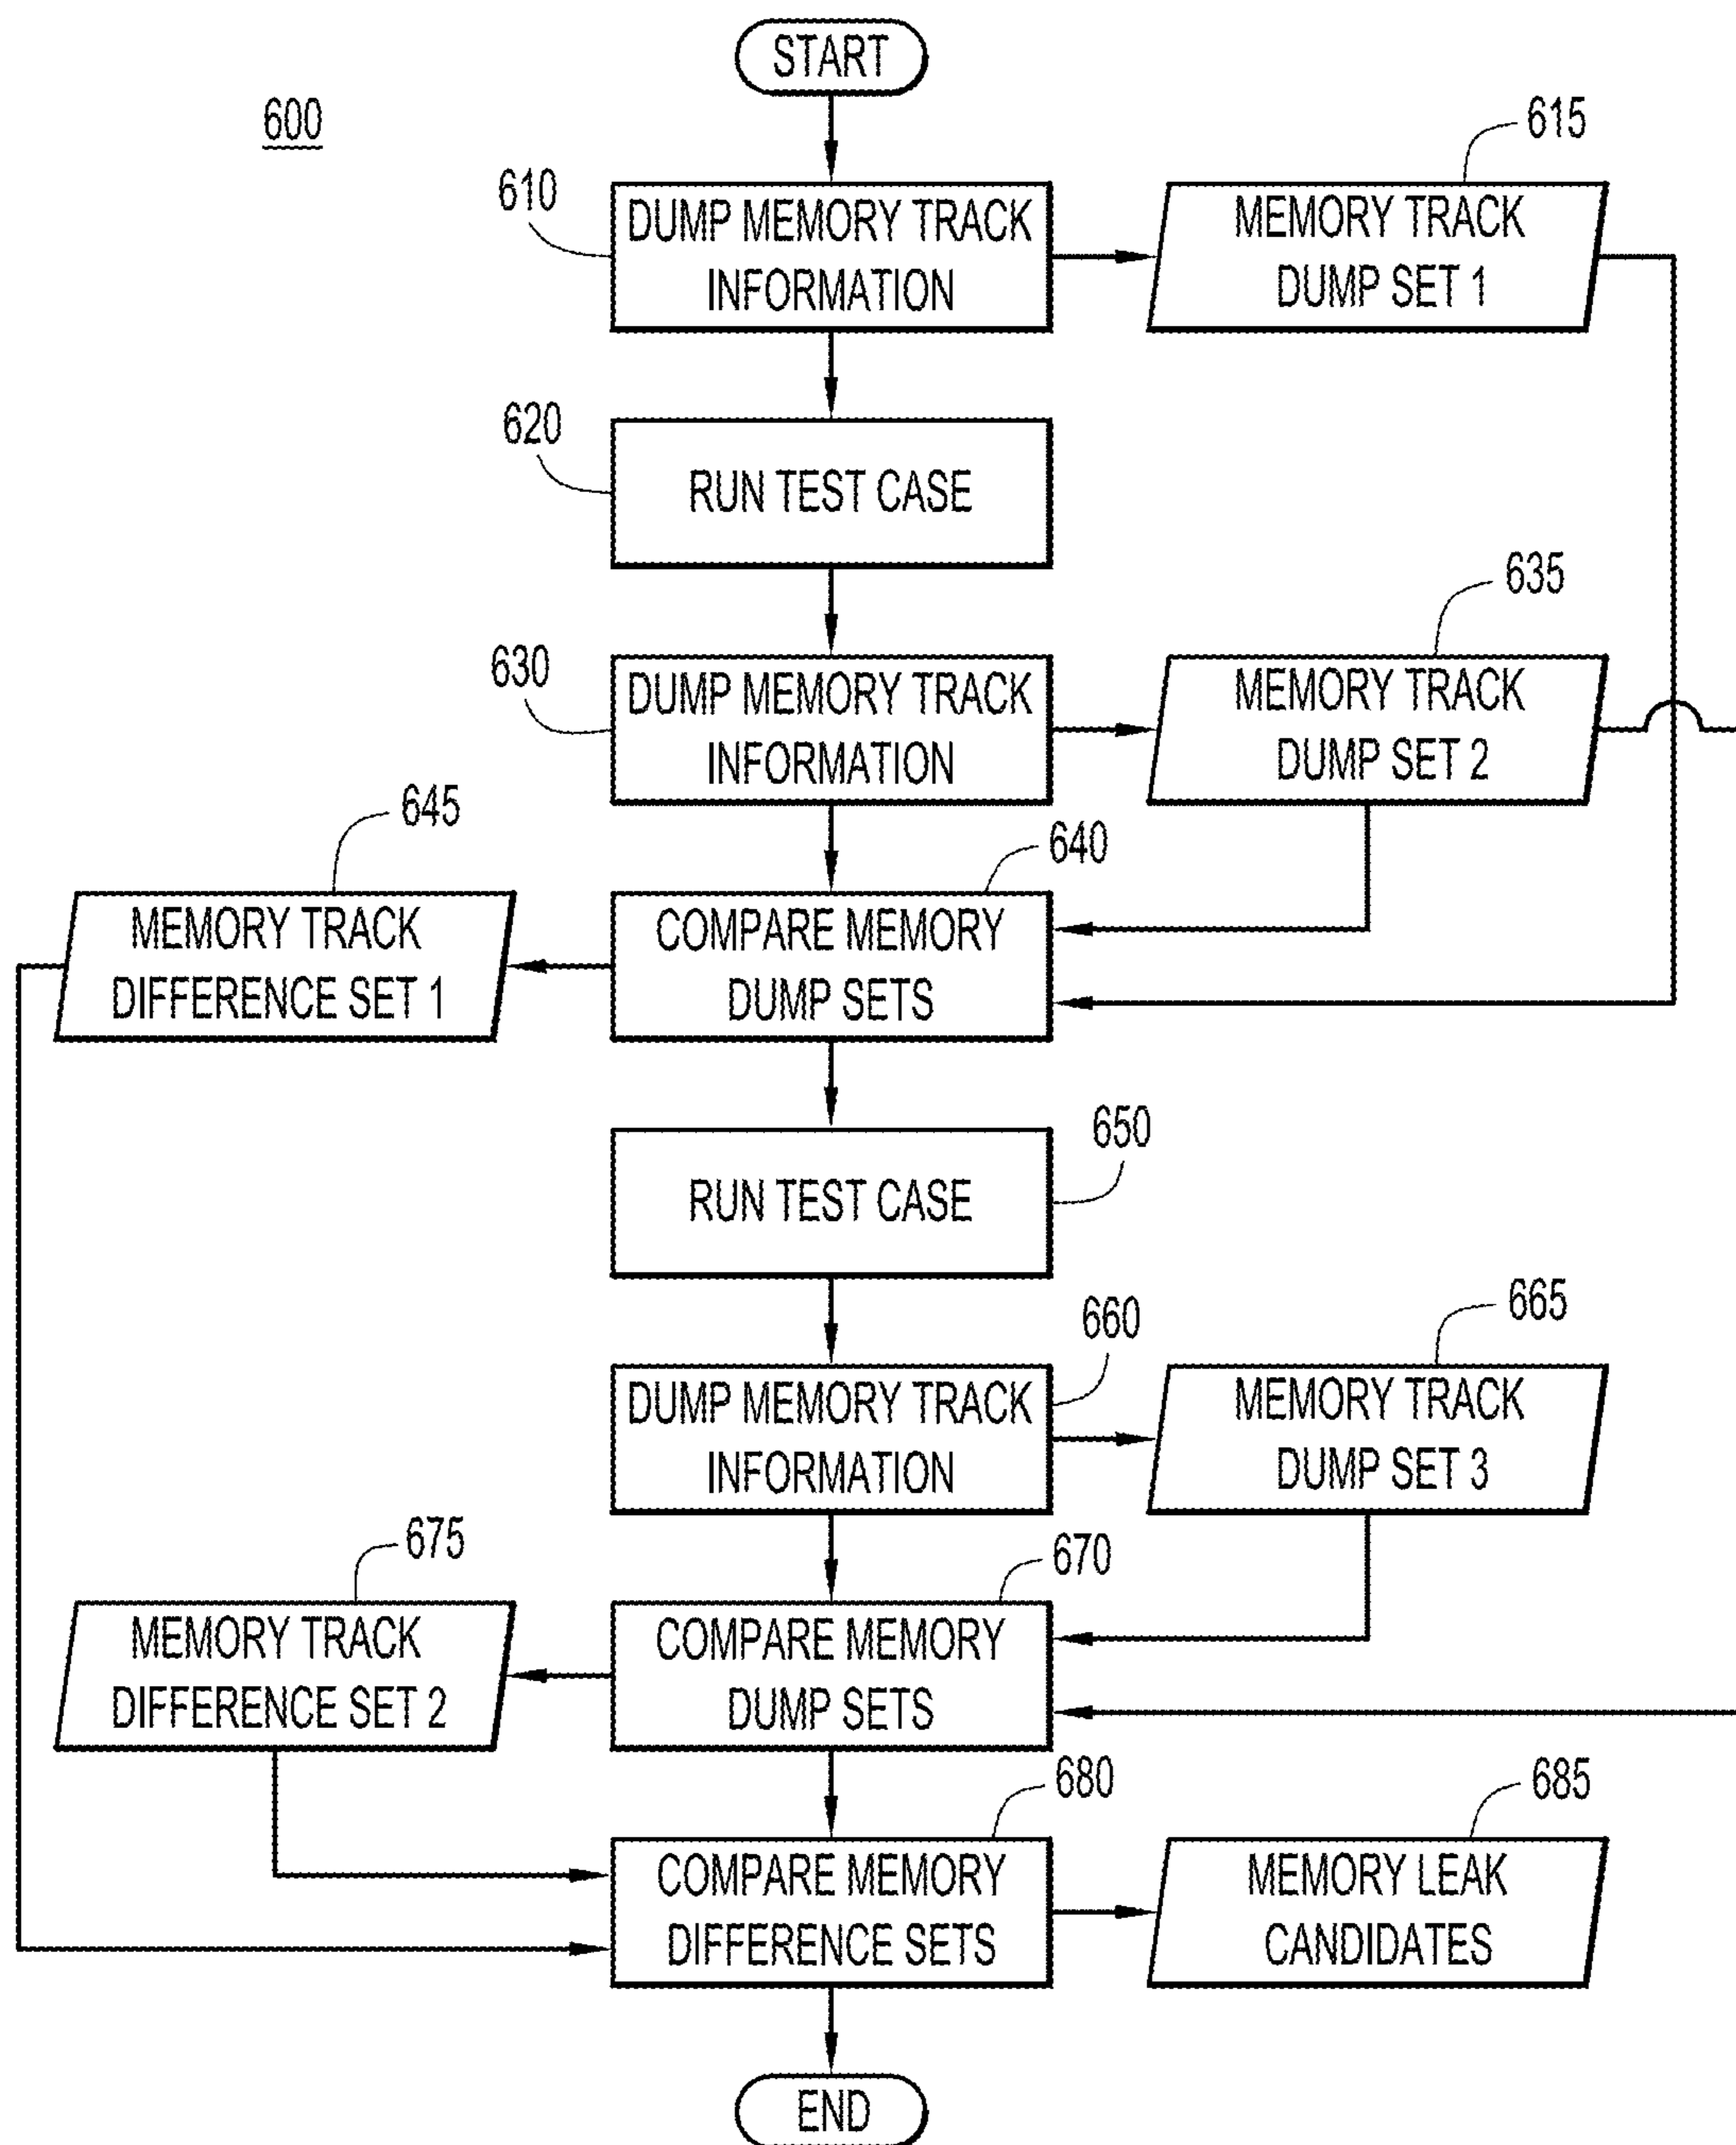 START
600
615
610
DUMP MEMORY TRACK
INFORMATION
MEMORY TRACK
DUMP SET 1
620
RUN TEST CASE
635
630
DUMP MEMORY TRACK
INFORMATION
MEMORY TRACK
DUMP SET 2
645
640
MEMORY TRACK
DIFFERENCE SET 1
COMPARE MEMORY
DUMP SETS
650
RUN TEST CASE
665
660
DUMP MEMORY TRACK
INFORMATION
MEMORY TRACK
DUMP SET 3
675
670
MEMORY TRACK
DIFFERENCE SET 2
COMPARE MEMORY
DUMP SETS
680
685
COMPARE MEMORY
DIFFERENCE SETS
MEMORY LEAK
CANDIDATES
END